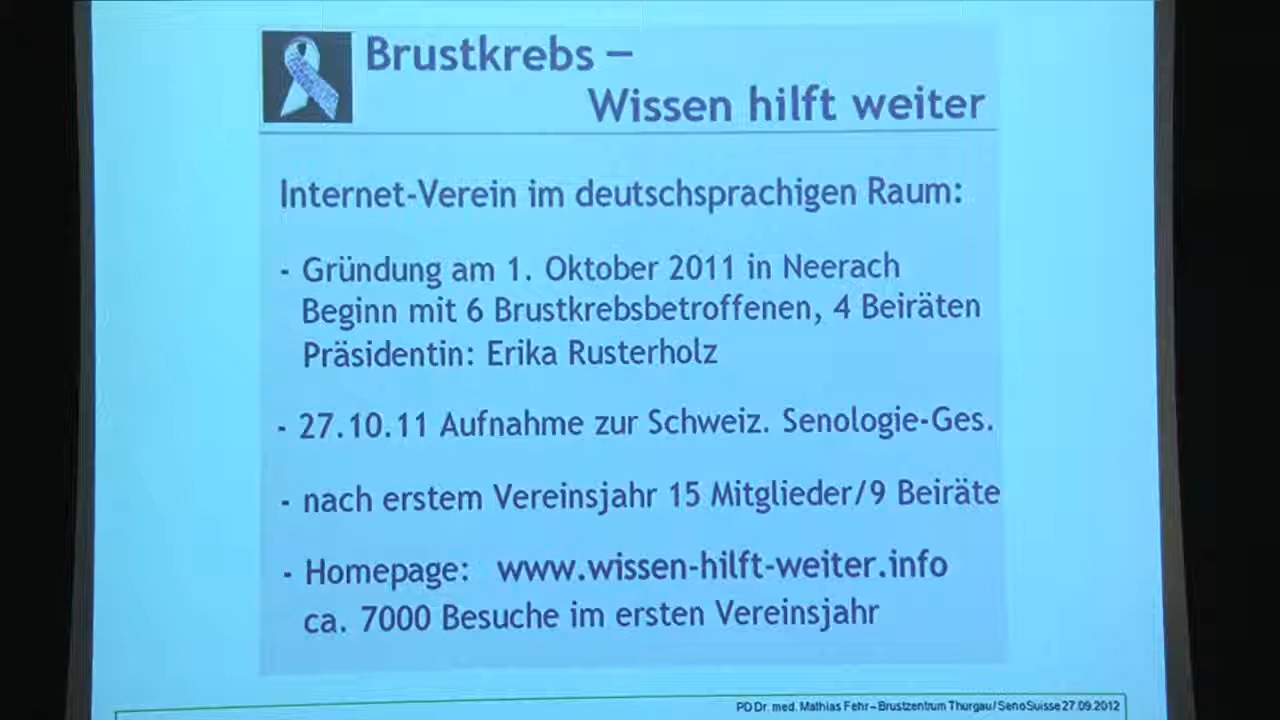 Brustkrebs –
Wissen hilft weiter
Internet-Verein im deutschsprachigen Raum:
- Gründung am 1. Oktober 2011 in Neerach
Beginn mit 6 Brustkrebsbetroffenen, 4 Beiräten
Präsidentin: Erika Rusterholz
- 27.10.11 Aufnahme zur Schweiz. Senologie-Ges.
- nach erstem Vereinsjahr 15 Mitglieder/9 Beiräte
- Homepage: www.wissen-hilft-weiter.info
ca. 7000 Besuche im ersten Vereinsjahr
PD Dr. med. Mathias Fehr – Brustzentrum Thurgau/SenoSuisse 27.09.2012